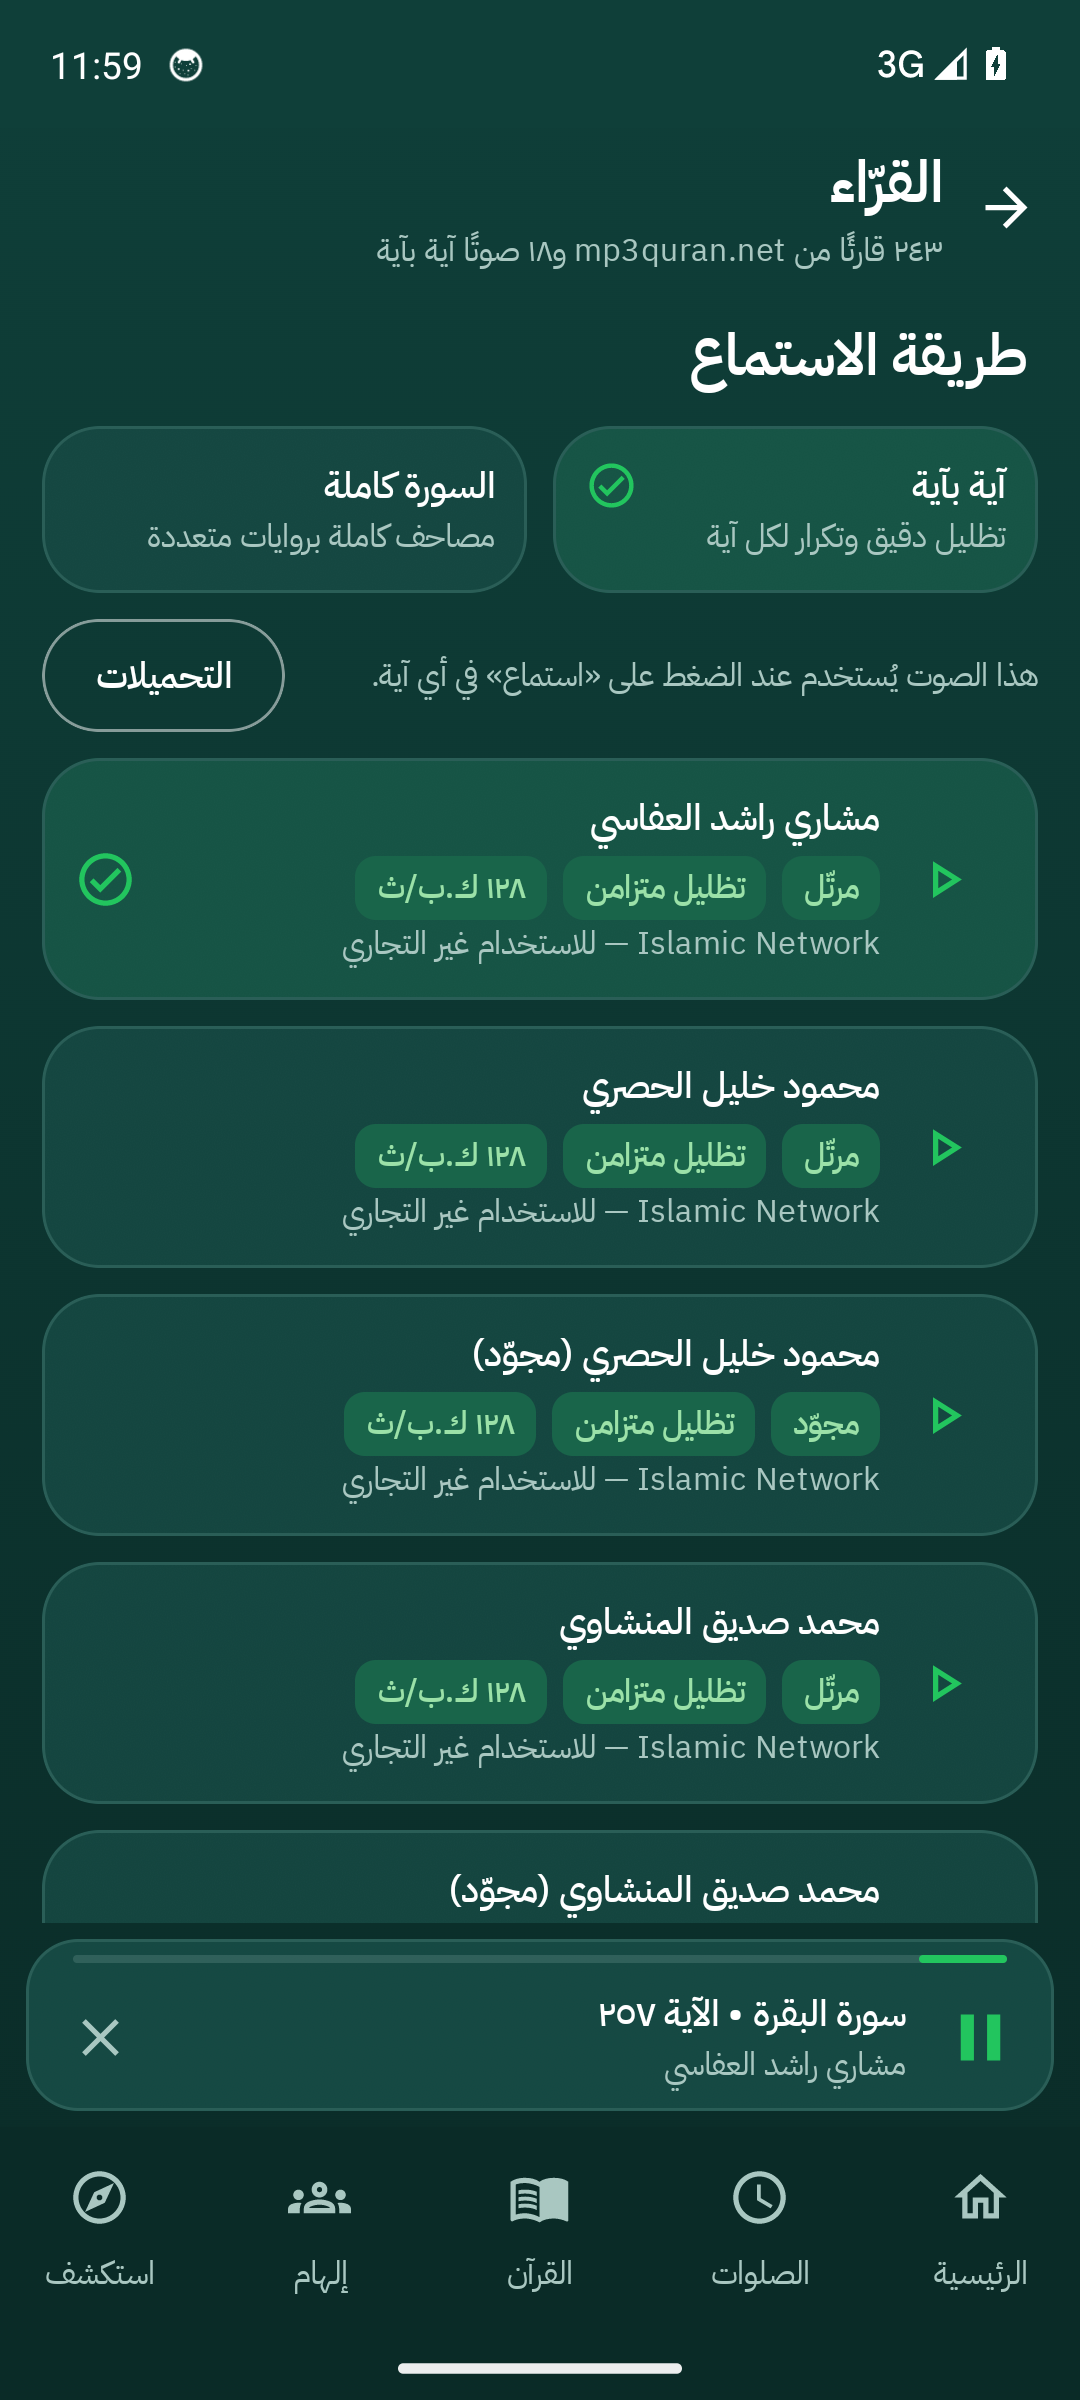 11:59
3G
القرّاء
٢٤٣ قارئًا من mp3quran.net و١٨ صوتًا آية بآية
طريقة الاستماع
آية بآية
تظليل دقيق وتكرار لكل آية
السورة كاملة
مصاحف كاملة بروايات متعددة
هذا الصوت يُستخدم عند الضغط على «استماع» في أي آية.
التحميلات
مشاري راشد العفاسي
مرتّل تظليل متزامن ١٢٨ ك.ب/ث
Islamic Network — للاستخدام غير التجاري
محمود خليل الحصري
مرتّل تظليل متزامن ١٢٨ ك.ب/ث
Islamic Network — للاستخدام غير التجاري
محمود خليل الحصري (مجوّد)
مجوّد تظليل متزامن ١٢٨ ك.ب/ث
Islamic Network — للاستخدام غير التجاري
محمد صديق المنشاوي
مرتّل تظليل متزامن ١٢٨ ك.ب/ث
Islamic Network — للاستخدام غير التجاري
محمد صديق المنشاوي (مجوّد)
سورة البقرة • الآية ٢٥٧
مشاري راشد العفاسي
الرئيسية
الصلوات
القرآن
إلهام
استكشف